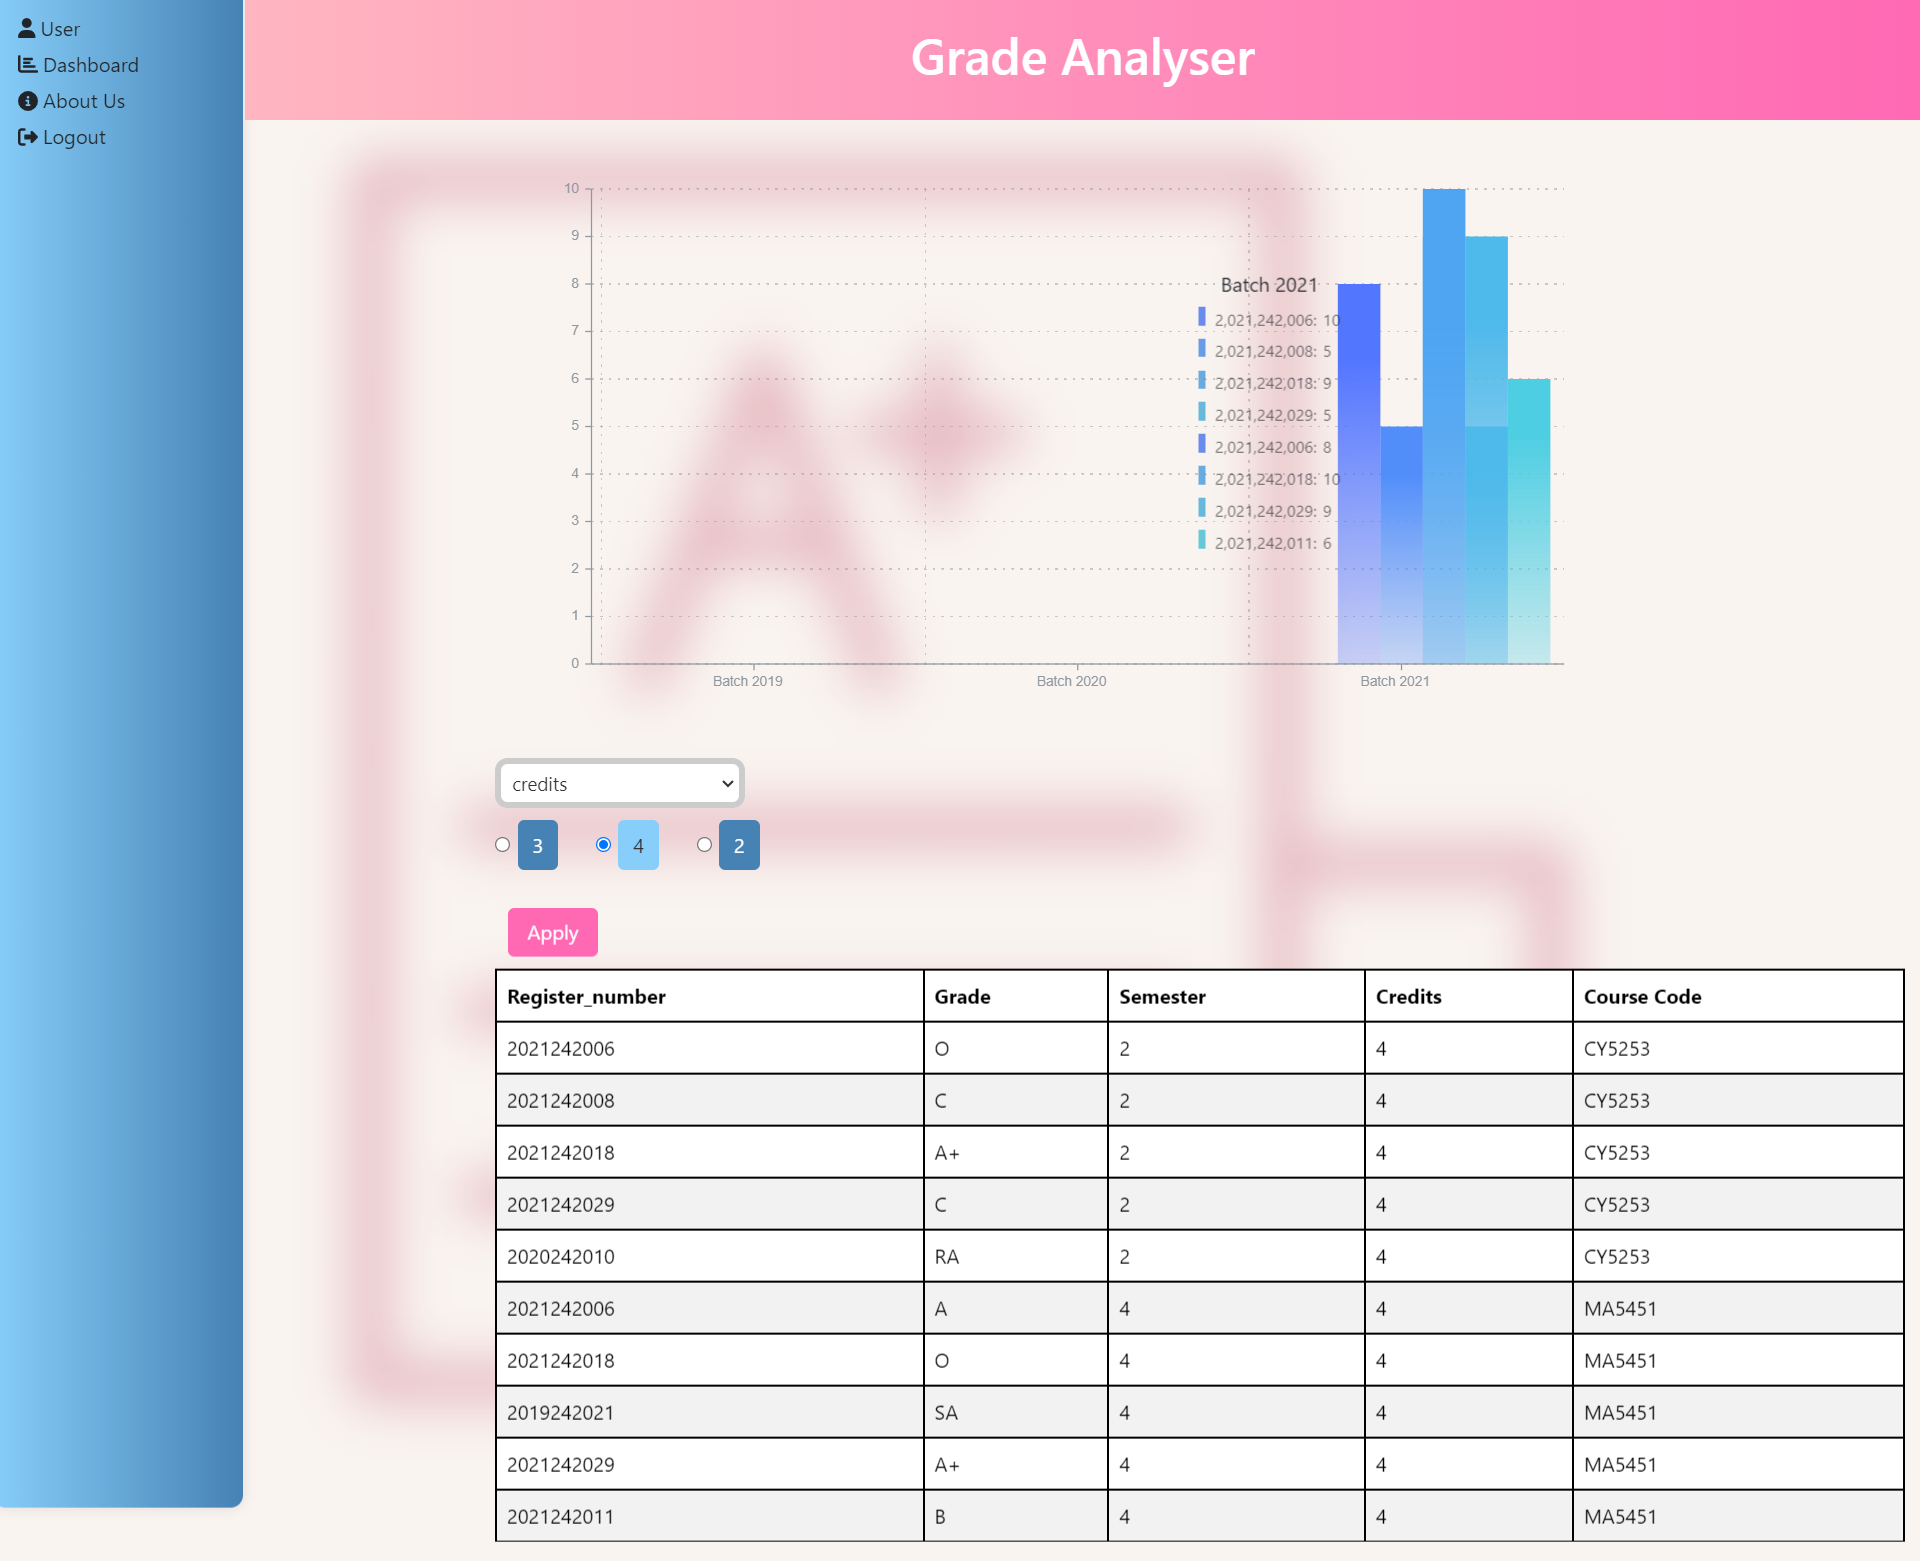 User
Dashboard
About Us
Logout
Grade Analyser
10
9
8
7
6
5
4
3
2
1
0
Batch 2021
2,021,242,006: 10
2,021,242,008: 5
2,021,242,018: 9
2,021,242,029: 5
2,021,242,006: 8
2,021,242,018: 10
2,021,242,029: 9
2,021,242,011: 6
Batch 2019 Batch 2020 Batch 2021
A+
credits
3 4 2
Apply
Register_number Grade Semester Credits Course Code
2021242006 O 2 4 CY5253
2021242008 C 2 4 CY5253
2021242018 A+ 2 4 CY5253
2021242029 C 2 4 CY5253
2020242010 RA 2 4 CY5253
2021242006 A 4 4 MA5451
2021242018 O 4 4 MA5451
2019242021 SA 4 4 MA5451
2021242029 A+ 4 4 MA5451
2021242011 B 4 4 MA5451